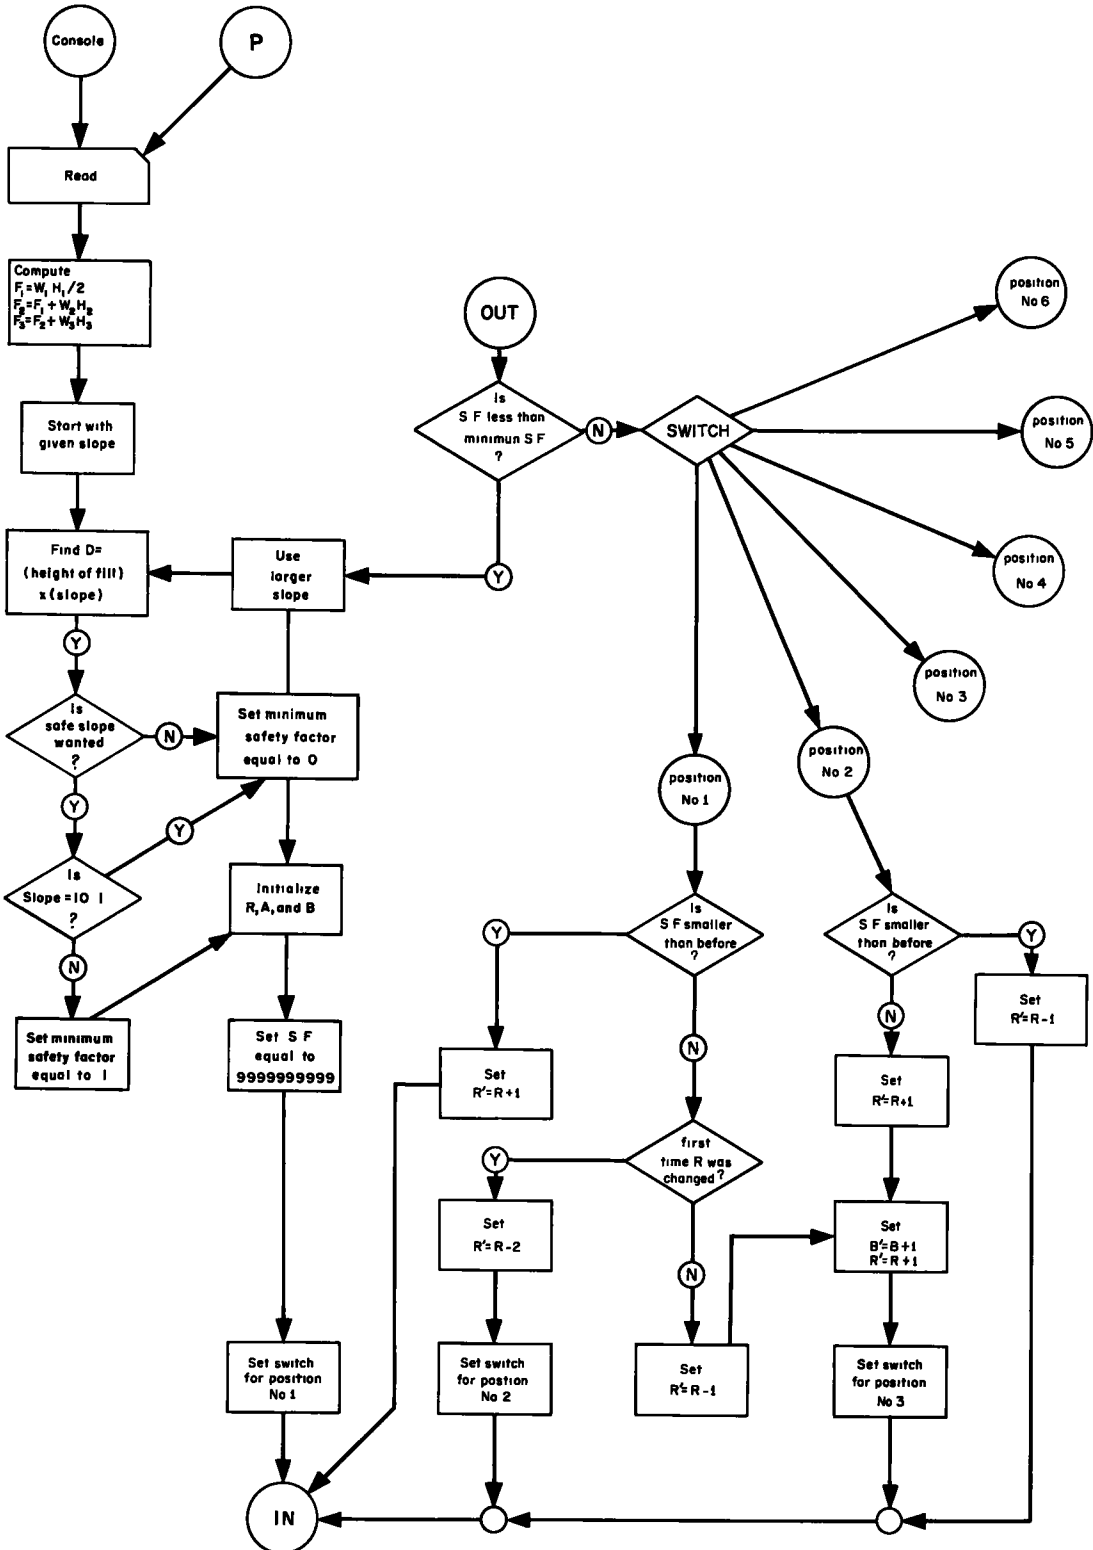 Console
P
Read
Compute
F₁=W₁ H₁/2
F₂=F₁+W₂H₂
F₃=F₂+W₃H₃
Start with
given slope
Find D=
(height of fill)
x (slope)
Y
Is
safe slope
wanted
?
N
Y
Is
Slope=10 1
?
Y
N
Set minimum
safety factor
equal to 1
Use
larger
slope
Set minimum
safety factor
equal to 0
Initialize
R, A, and B
Set S F
equal to
9999999999
Set switch
for position
No 1
IN
OUT
Is
S F less than
minimun S F
?
N
Y
SWITCH
position
No 6
position
No 5
position
No 4
position
No 3
position
No 2
position
No 1
Is
S F smaller
than before
?
Y
N
Set
R'=R+1
first
time R was
changed?
Y
N
Set
R'=R-2
Set switch
for postion
No 2
Set
R'=R-1
Is
S F smaller
than before
?
Y
N
Set
R'=R-1
Set
R'=R+1
Set
B'=B+1
R'=R+1
Set switch
for position
No 3